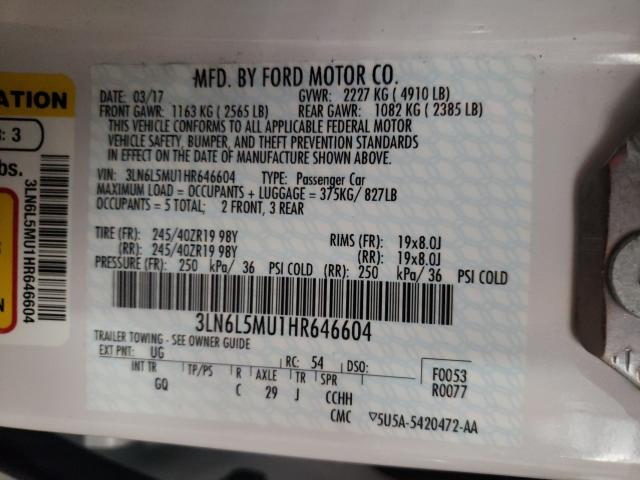 MFD. BY FORD MOTOR CO.
DATE: 03/17 GVWR: 2227 KG ( 4910 LB)
FRONT GAWR: 1163 KG ( 2565 LB) REAR GAWR: 1082 KG ( 2385 LB)
THIS VEHICLE CONFORMS TO ALL APPLICABLE FEDERAL MOTOR
VEHICLE SAFETY, BUMPER, AND THEFT PREVENTION STANDARDS
IN EFFECT ON THE DATE OF MANUFACTURE SHOWN ABOVE.
VIN: 3LN6L5MU1HR646604 TYPE: Passenger Car
MAXIMUM LOAD = OCCUPANTS + LUGGAGE = 375KG/ 827LB
OCCUPANTS = 5 TOTAL; 2 FRONT, 3 REAR
TIRE (FR): 245/40ZR19 98Y RIMS (FR): 19x8.0J
(RR): 245/40ZR19 98Y (RR): 19x8.0J
PRESSURE (FR): 250 kPa/ 36 PSI COLD (RR): 250 kPa/ 36 PSI COLD
3LN6L5MU1HR646604
TRAILER TOWING - SEE OWNER GUIDE
EXT PNT: UG RC: 54 DSO:
INT TR TP/PS R AXLE TR SPR
GQ C 29 J CCHH
F0053
R0077
CMC ▽5U5A-5420472-AA
ATION
: 3
bs.
3LN6L5MU1HR646604